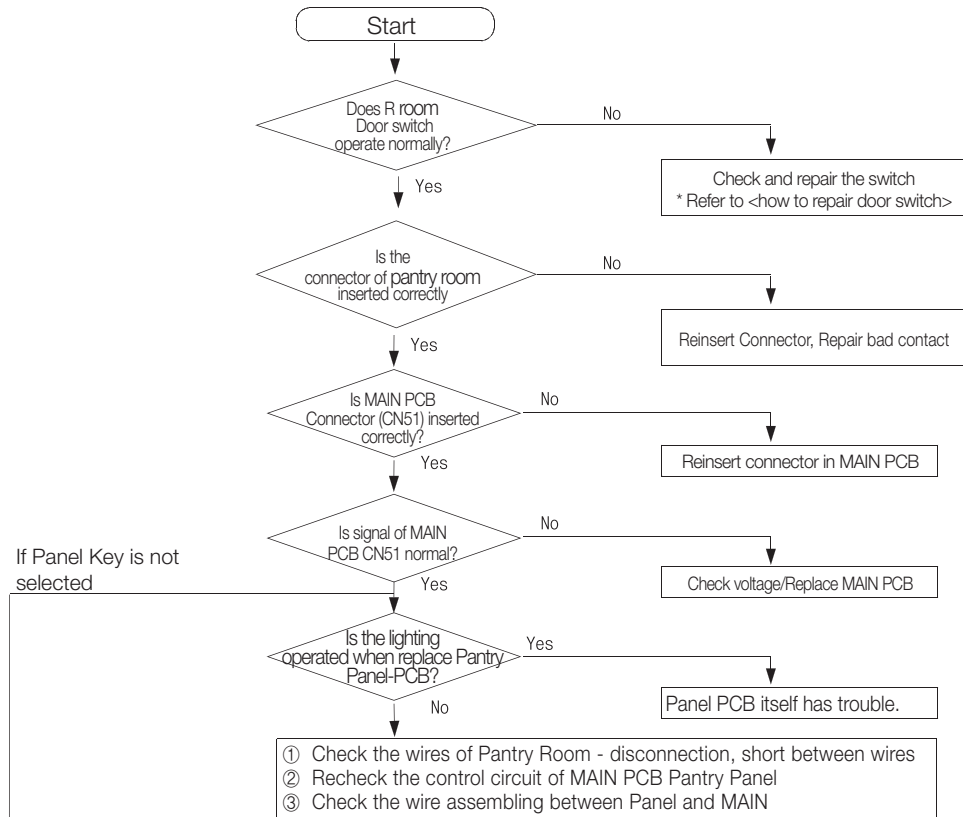 Start
Does R room
Door switch
operate normally?
No
Yes
Check and repair the switch
* Refer to <how to repair door switch>
Is the
connector of pantry room
inserted correctly
No
Yes
Reinsert Connector, Repair bad contact
Is MAIN PCB
Connector (CN51) inserted
correctly?
No
Yes
Reinsert connector in MAIN PCB
Is signal of MAIN
PCB CN51 normal?
No
Yes
Check voltage/Replace MAIN PCB
If Panel Key is not
selected
Is the lighting
operated when replace Pantry
Panel-PCB?
Yes
No
Panel PCB itself has trouble.
① Check the wires of Pantry Room - disconnection, short between wires
② Recheck the control circuit of MAIN PCB Pantry Panel
③ Check the wire assembling between Panel and MAIN